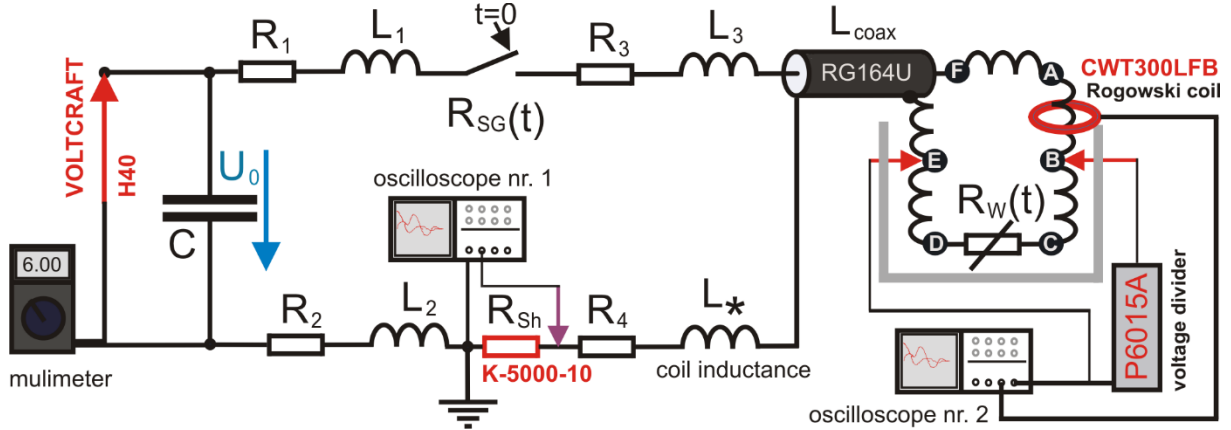 t=0
R1
L1
R3
L3
Lcoax
RG164U
F
A
CWT300LFB
Rogowski coil
VOLTCRAFT
H40
U0
RSG(t)
oscilloscope nr. 1
E
B
RW(t)
C
6.00
D
C
R2
L2
RSh
R4
L*
K-5000-10
coil inductance
P6015A
voltage divider
mulimeter
oscilloscope nr. 2